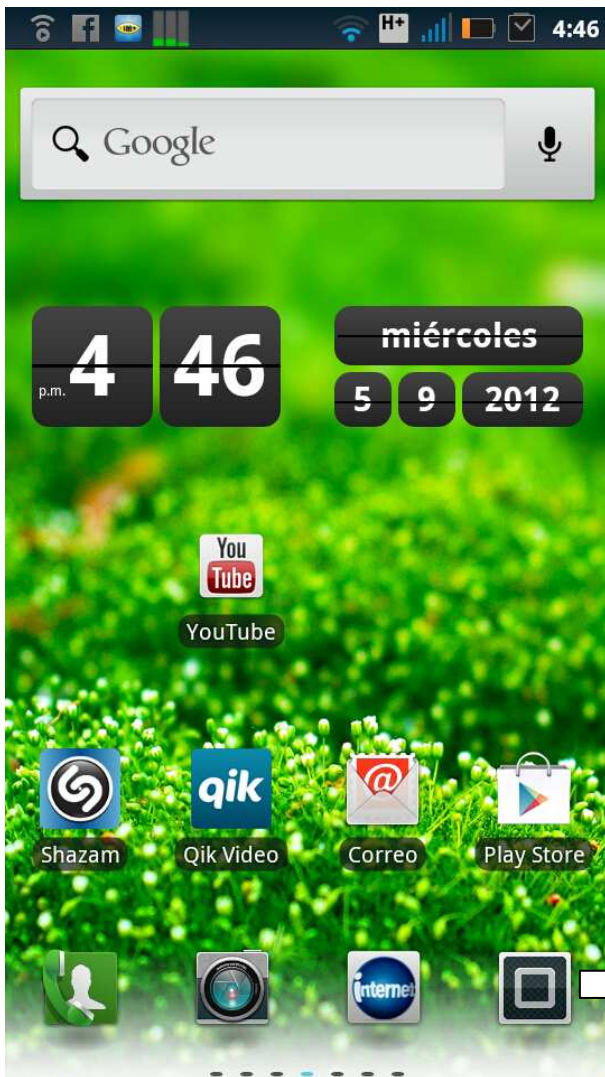 H+ 4:46
Google
p.m. 4 46
miércoles
5 9 2012
You
Tube
YouTube
qik
@
Shazam Qik Video Correo Play Store
internet